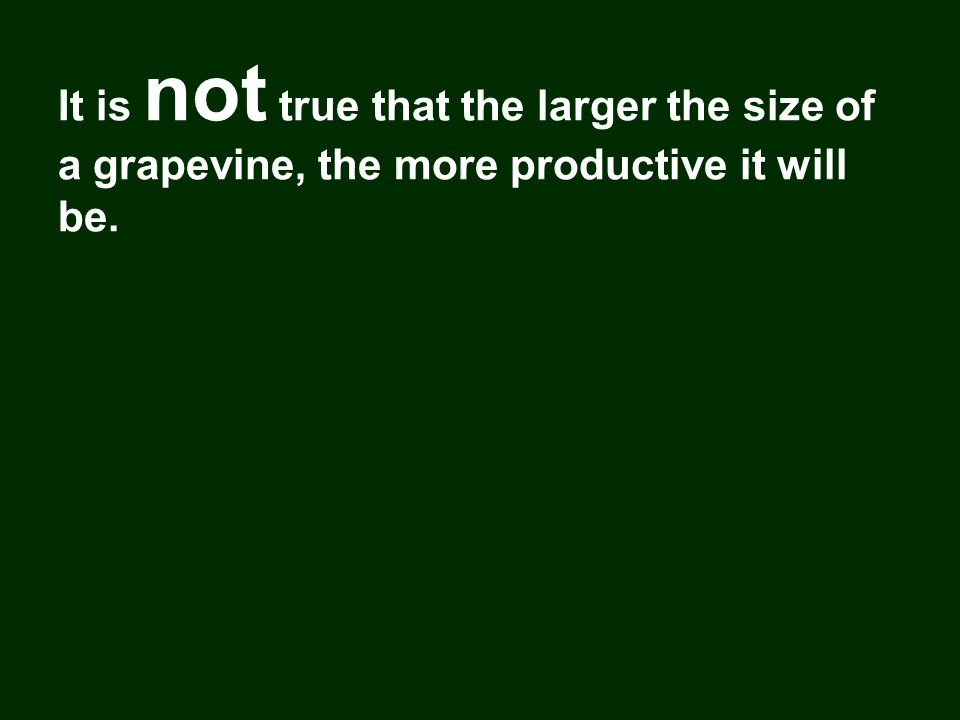 It is not true that the larger the size of
a grapevine, the more productive it will
be.